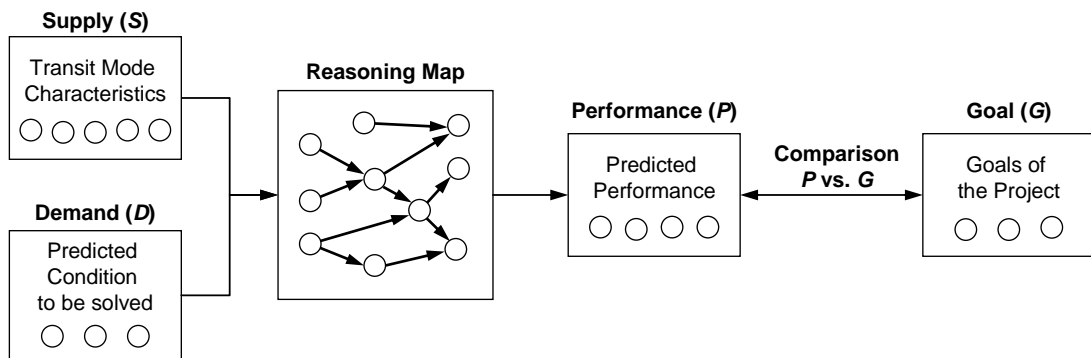 Supply (S)
Transit Mode
Characteristics
Demand (D)
Predicted
Condition
to be solved
Reasoning Map
Performance (P)
Predicted
Performance
Comparison
P vs. G
Goal (G)
Goals of
the Project